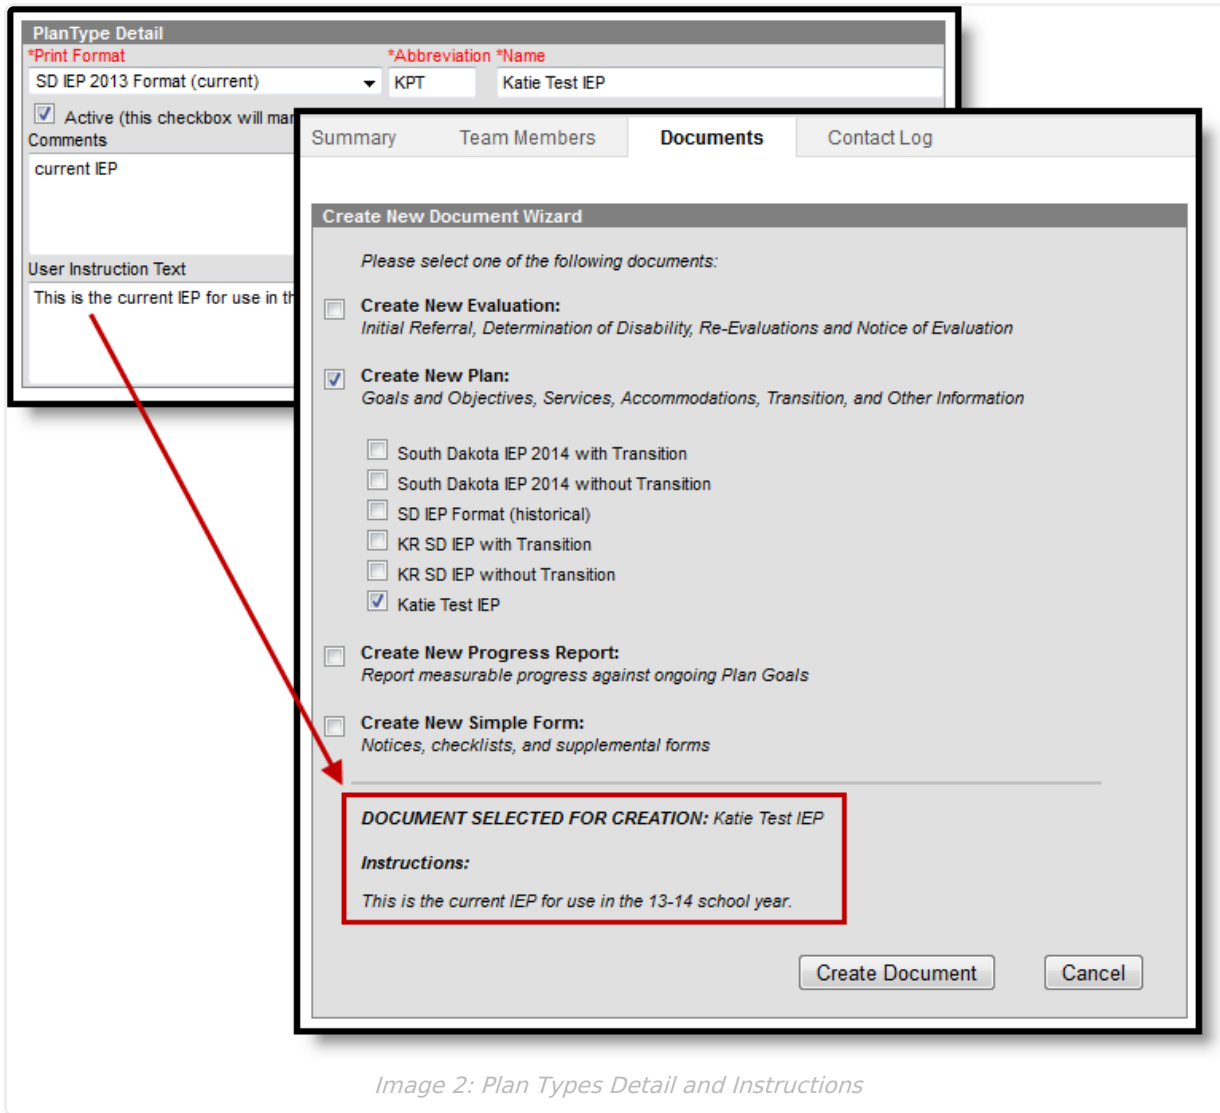 PlanType Detail
*Print Format *Abbreviation *Name
SD IEP 2013 Format (current) KPT Katie Test IEP
Active (this checkbox will mar
Comments
current IEP
User Instruction Text
This is the current IEP for use in th
Summary Team Members Documents Contact Log
Create New Document Wizard
Please select one of the following documents:
Create New Evaluation:
Initial Referral, Determination of Disability, Re-Evaluations and Notice of Evaluation
Create New Plan:
Goals and Objectives, Services, Accommodations, Transition, and Other Information
South Dakota IEP 2014 with Transition
South Dakota IEP 2014 without Transition
SD IEP Format (historical)
KR SD IEP with Transition
KR SD IEP without Transition
Katie Test IEP
Create New Progress Report:
Report measurable progress against ongoing Plan Goals
Create New Simple Form:
Notices, checklists, and supplemental forms
DOCUMENT SELECTED FOR CREATION: Katie Test IEP
Instructions:
This is the current IEP for use in the 13-14 school year.
Create Document Cancel
Image 2: Plan Types Detail and Instructions